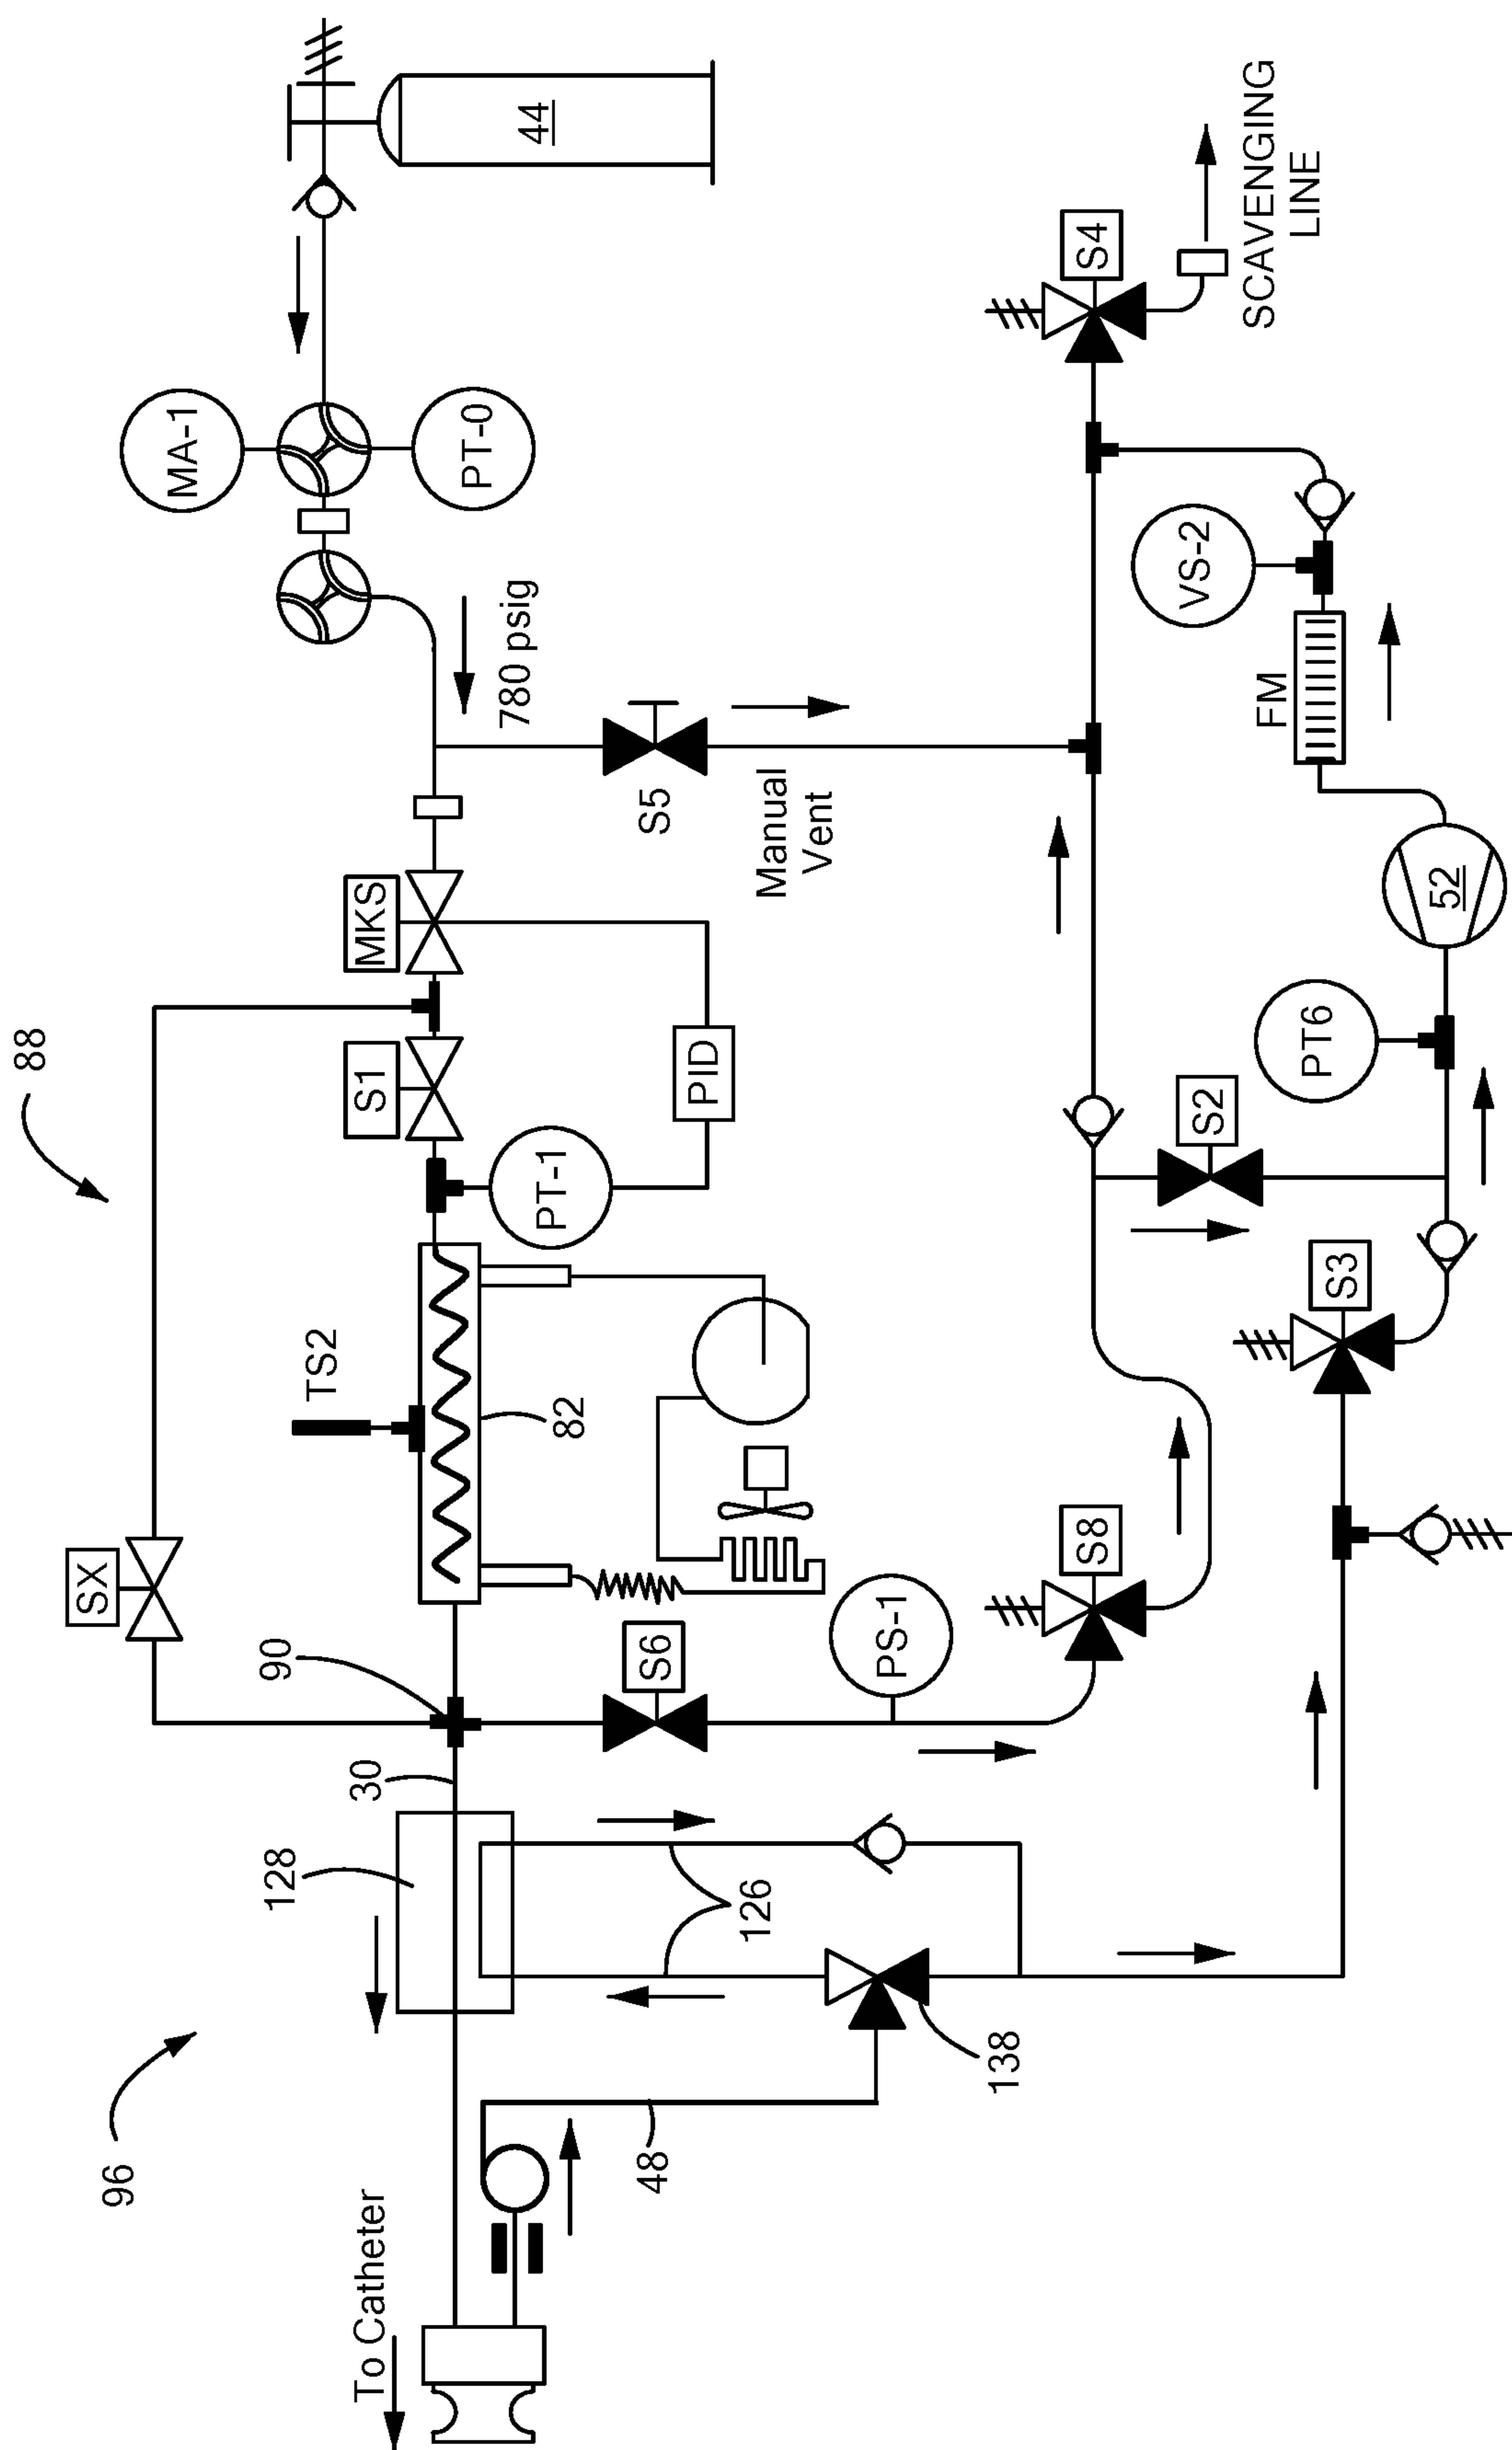 88
SX
96
MA-1
90
128
TS2
To Catheter
30
S1
MKS
PT-0
780 psig
44
PT-1
82
48
S6
S5
PID
126
Manual
Vent
PS-1
138
S8
S4
VS-2
S2
SCAVENGING
LINE
FM
PT6
S3
52